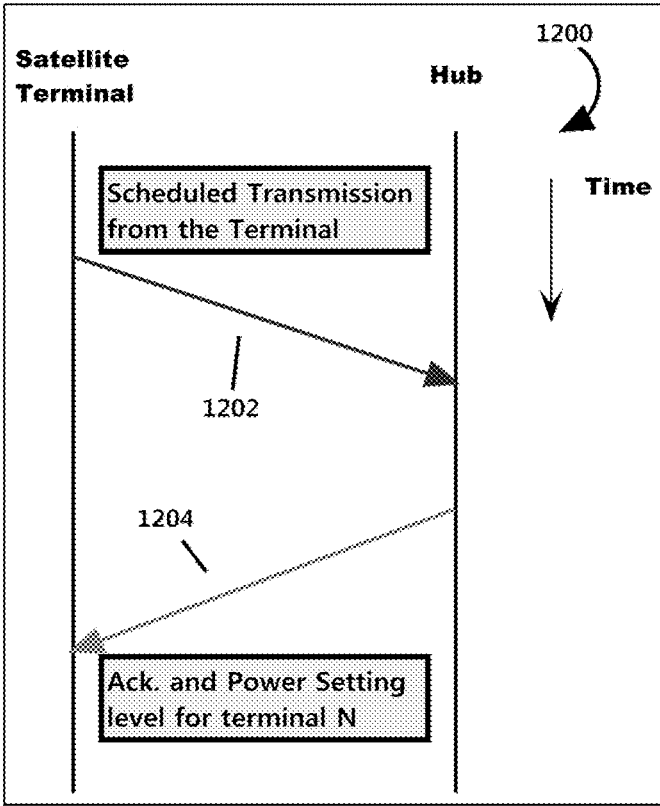 1200
Satellite
Terminal
Hub
Time
Scheduled Transmission
from the Terminal
1202
1204
Ack. and Power Setting
level for terminal N